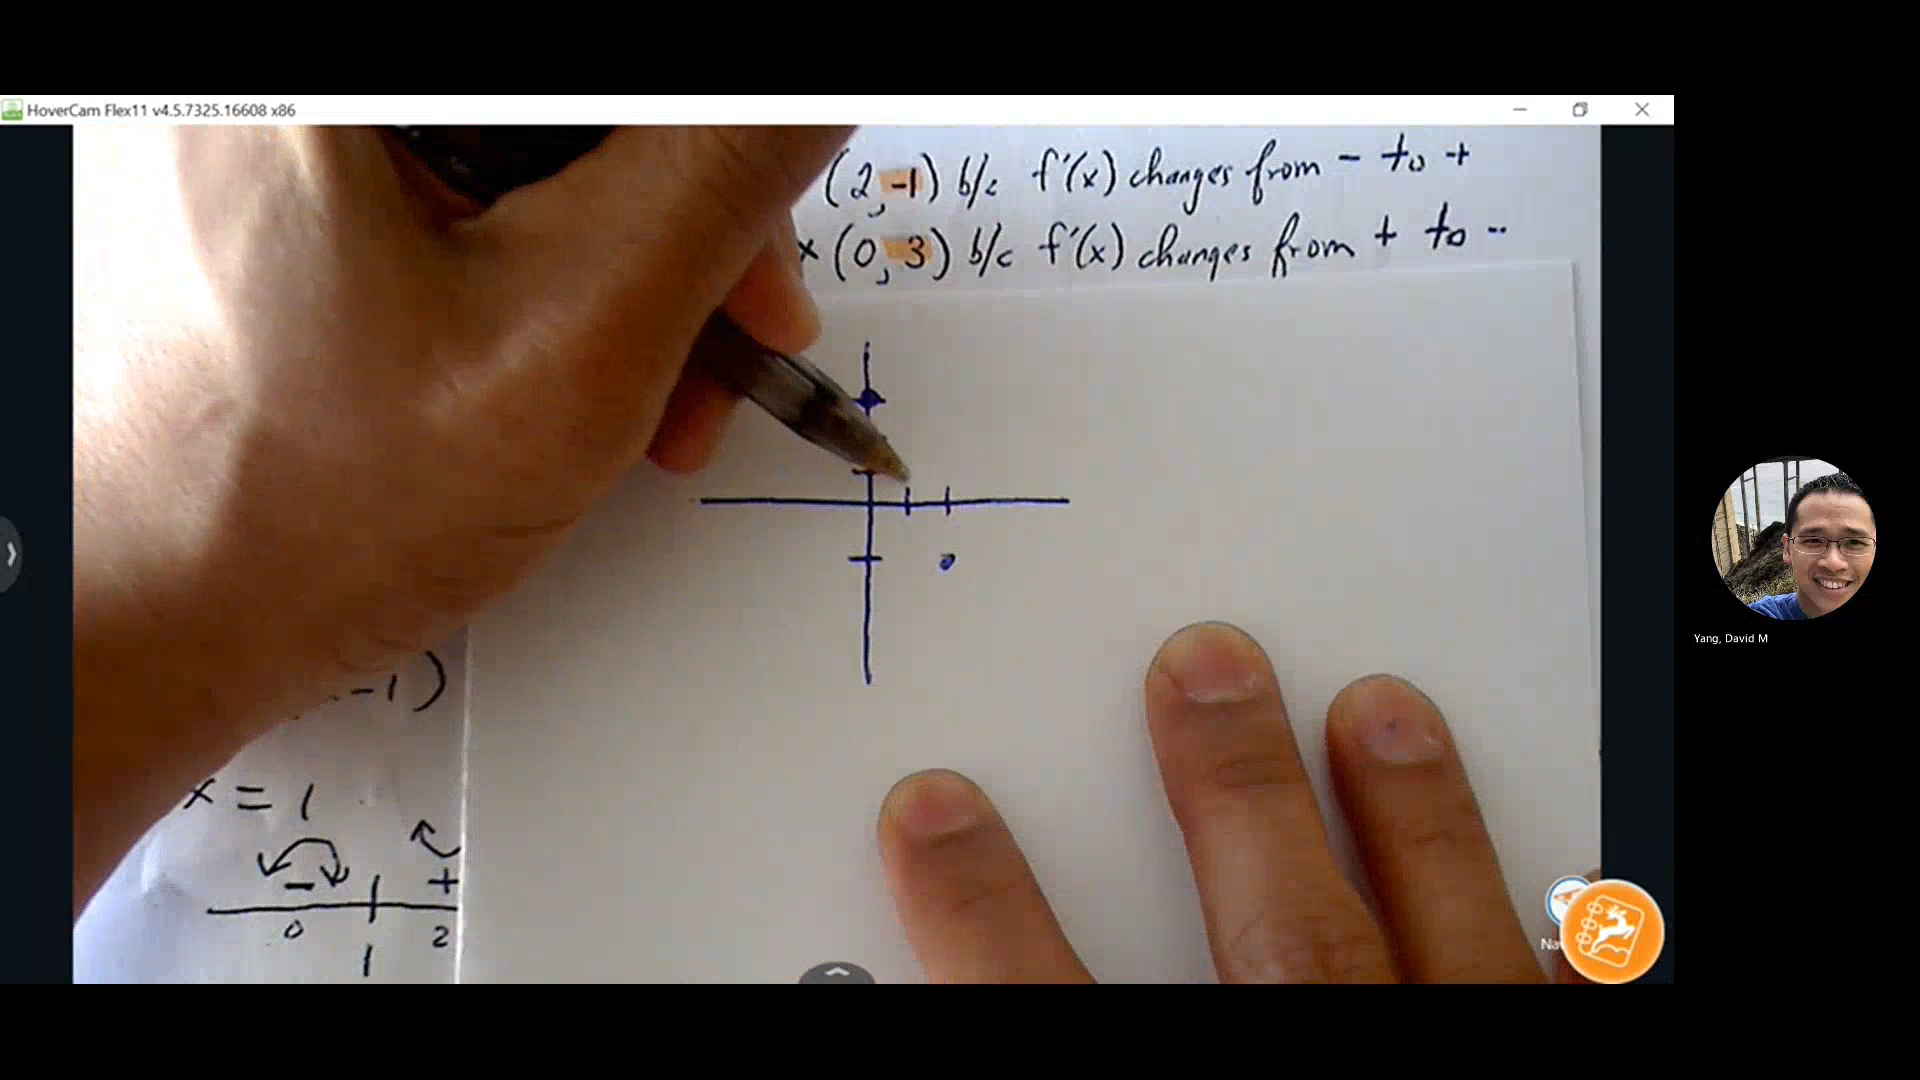 HoverCam Flex11 v4.5.7325.16608 x86
(2, -1) b/c f'(x) changes from - to +
x (0, 3) b/c f'(x) changes from + to -
-1)
x = 1
- +
0 2
1
Na
Yang, David M